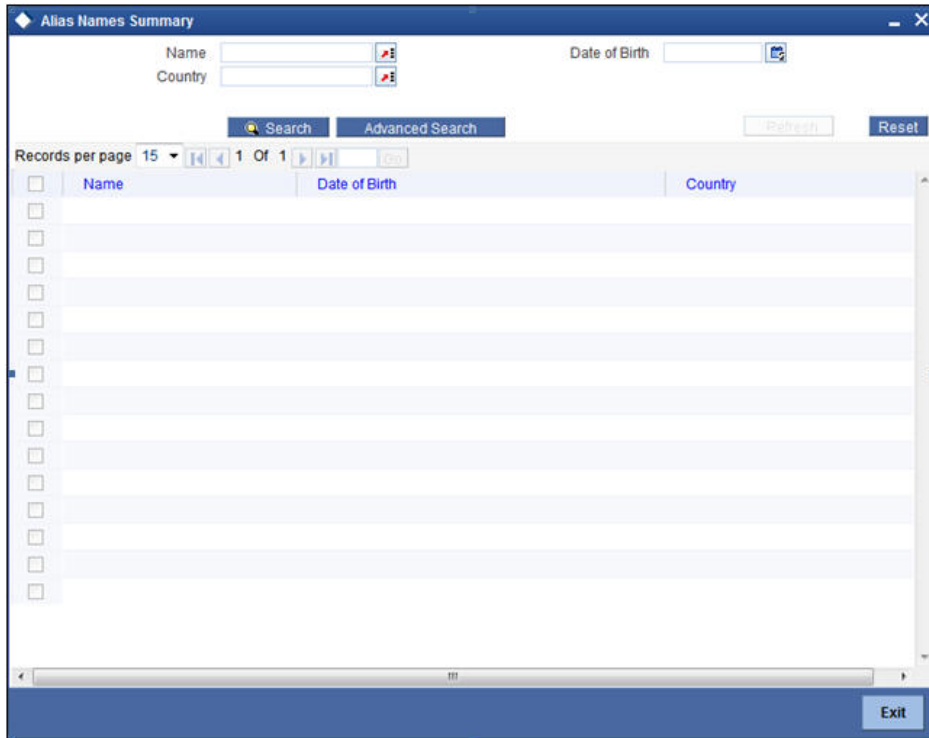 Alias Names Summary
Name
Date of Birth
Country
Search
Advanced Search
Refresh
Reset
Records per page 15 1 Of 1 Go
Name Date of Birth Country
Exit